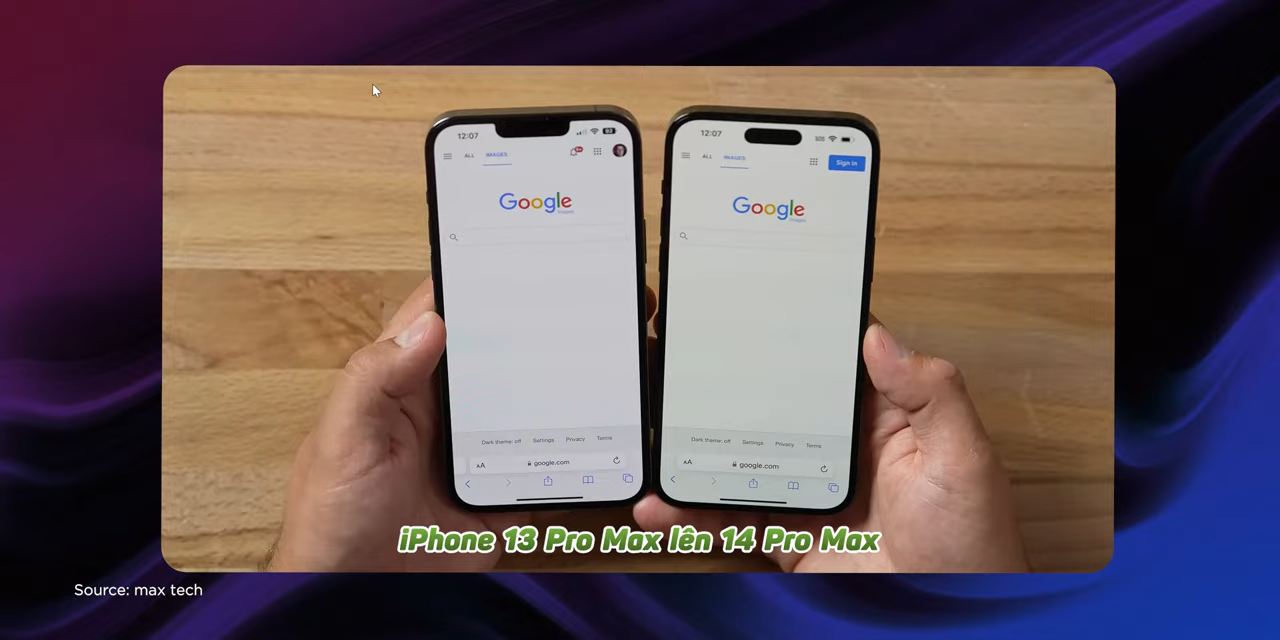 12:07
ALL IMAGES
Google
images
Dark theme: off Settings Privacy Terms
AA google.com
12:07
ALL IMAGES
Sign in
Google
images
Dark theme: off Settings Privacy Terms
AA google.com
iPhone 13 Pro Max lên 14 Pro Max
Source: max tech